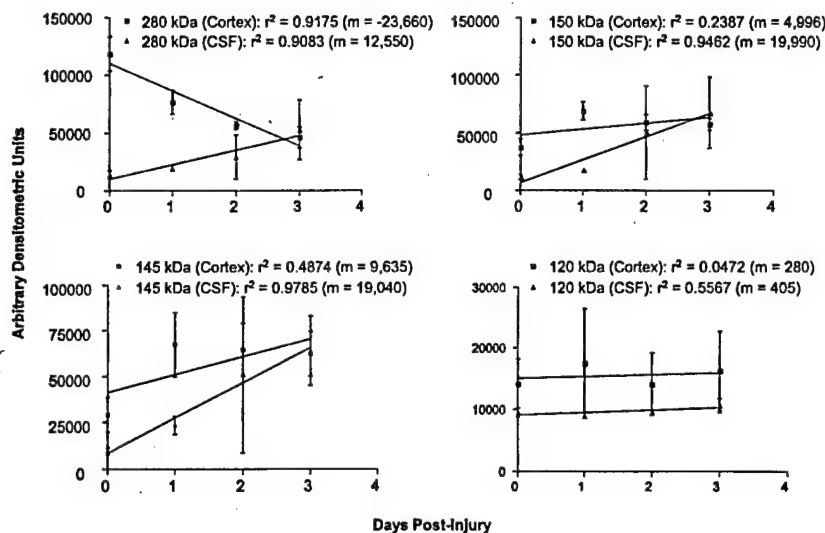 280 kDa (Cortex): r² = 0.9175 (m = -23,660)
280 kDa (CSF): r² = 0.9083 (m = 12,550)
150000
100000
50000
0
0 1 2 3 4
150 kDa (Cortex): r² = 0.2387 (m = 4,996)
150 kDa (CSF): r² = 0.9462 (m = 19,990)
150000
100000
50000
0
0 1 2 3 4
Arbitrary Densitometric Units
145 kDa (Cortex): r² = 0.4874 (m = 9,635)
145 kDa (CSF): r² = 0.9785 (m = 19,040)
100000
75000
50000
25000
0
0 1 2 3 4
120 kDa (Cortex): r² = 0.0472 (m = 280)
120 kDa (CSF): r² = 0.5567 (m = 405)
30000
20000
10000
0
0 1 2 3 4
Days Post-Injury